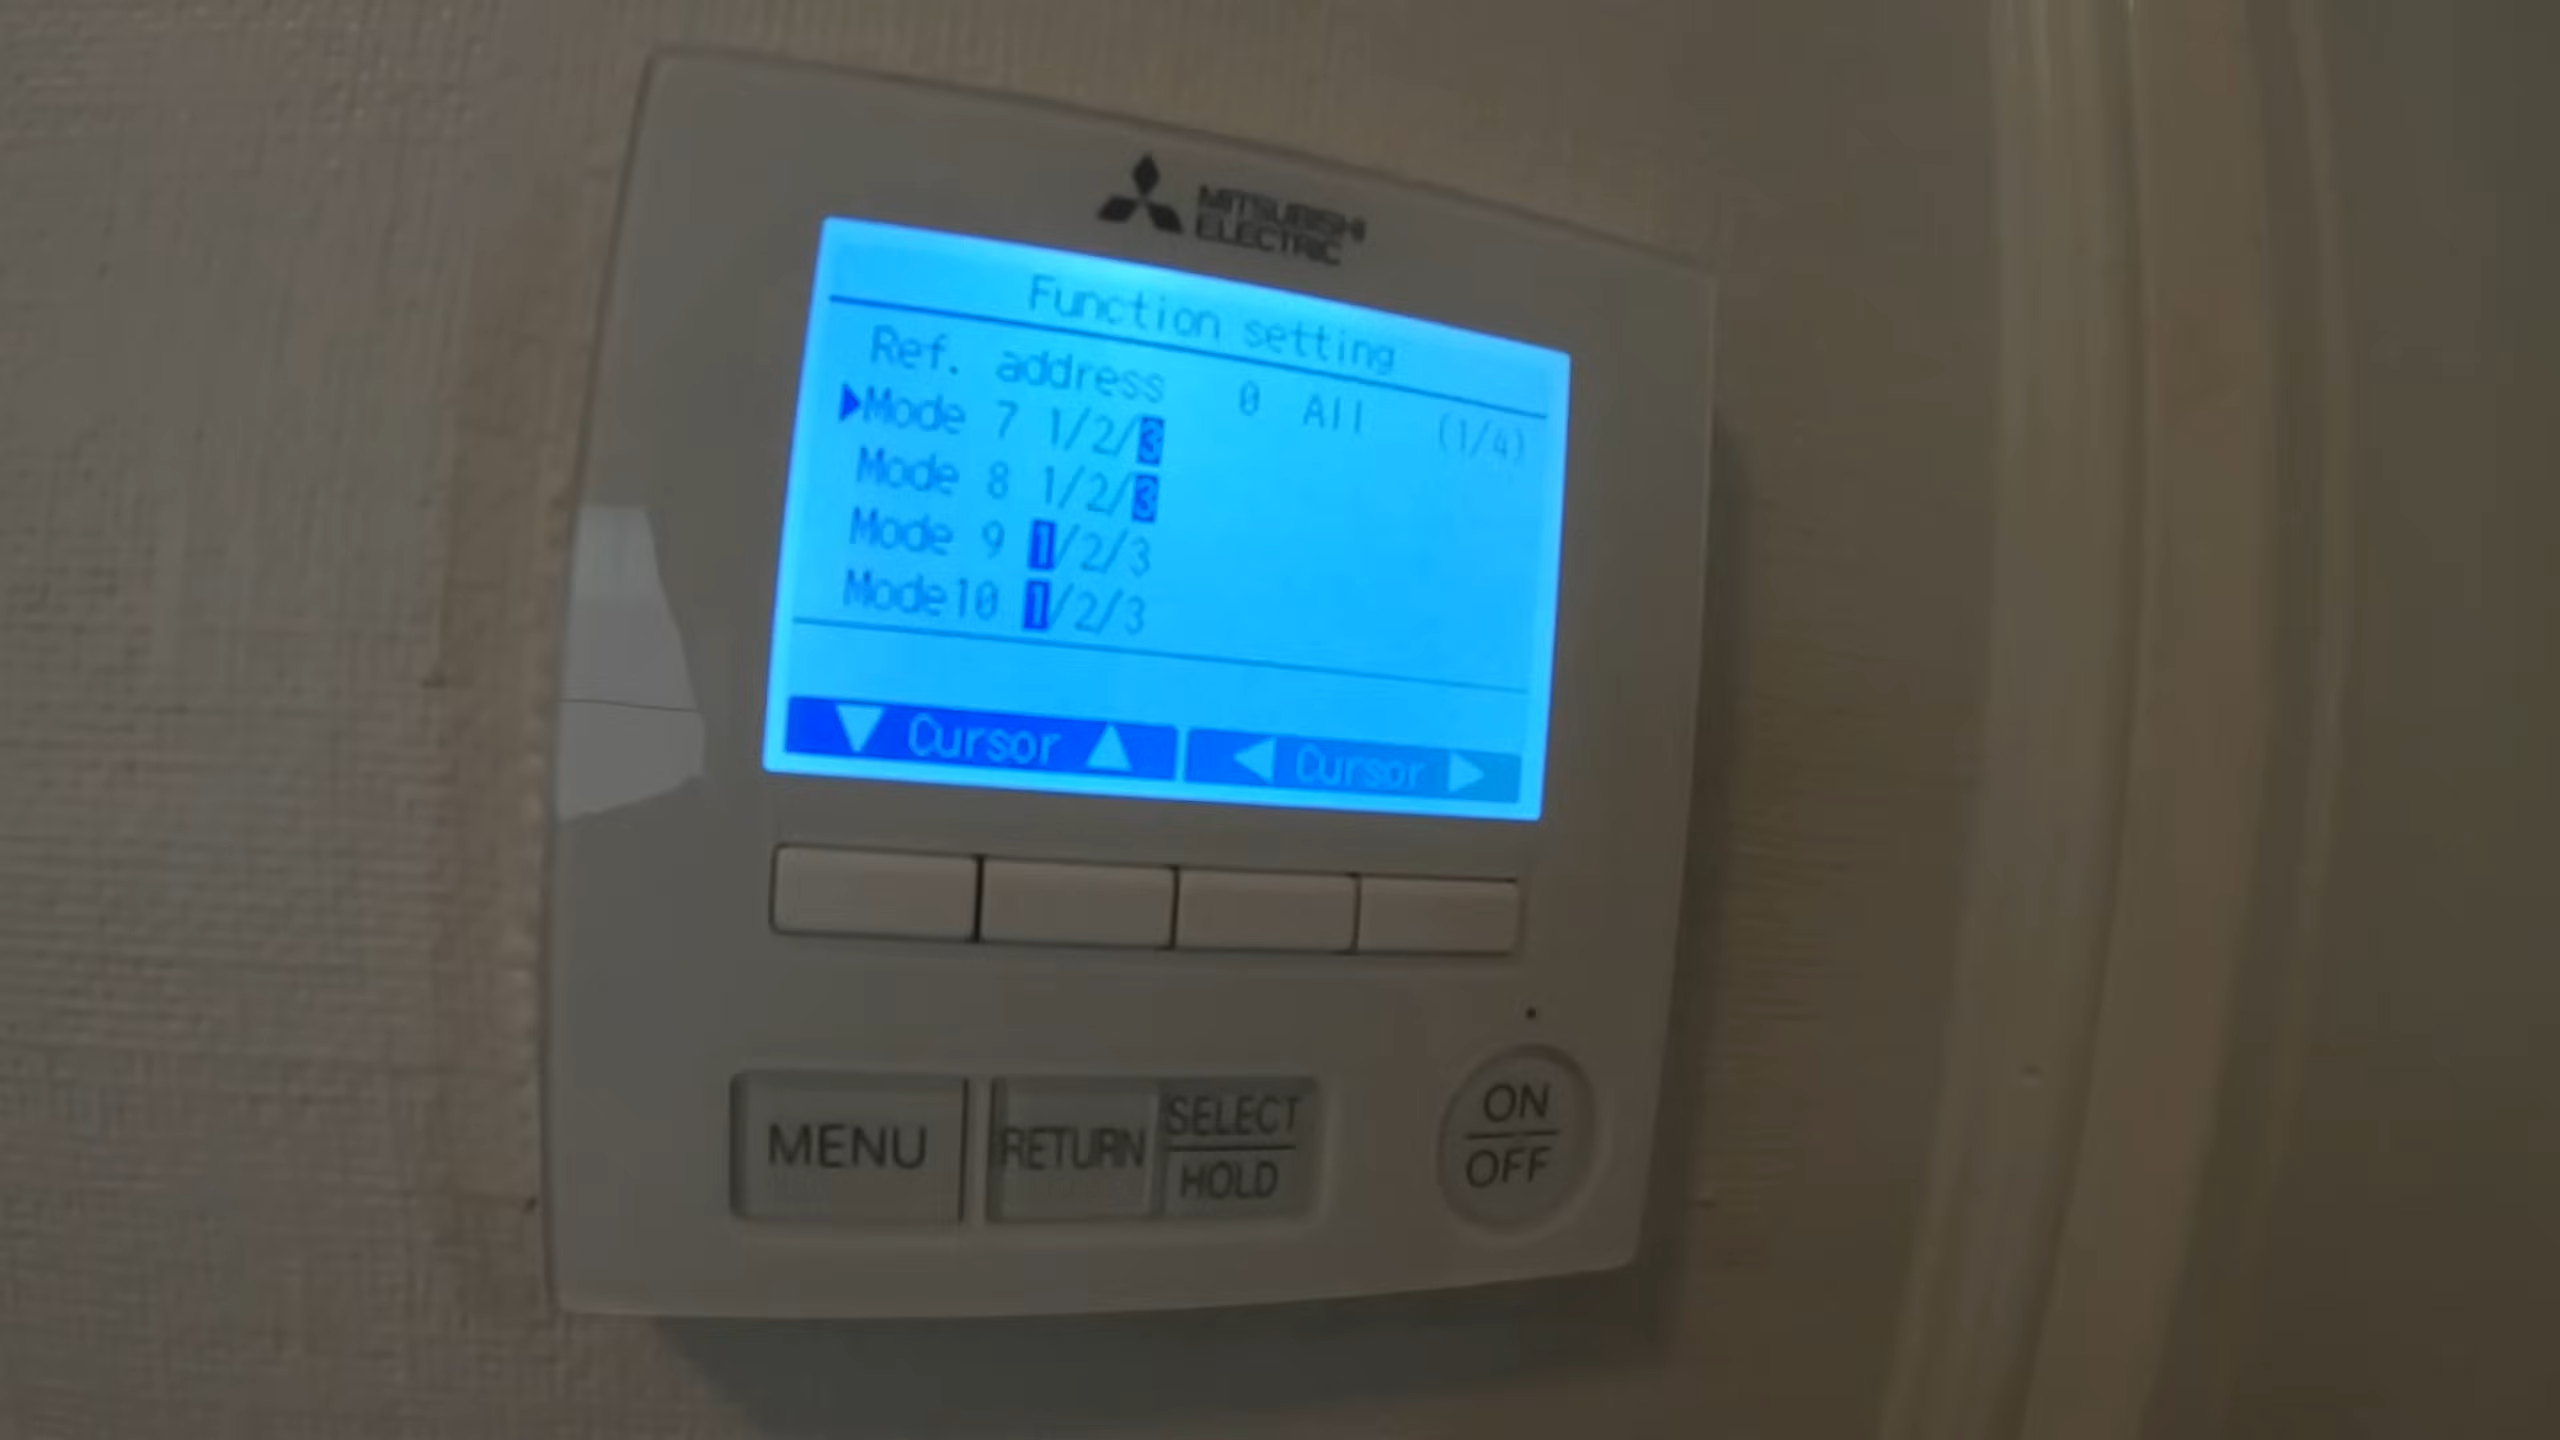 MITSUBISHI
ELECTRIC
Function setting
Ref. address 0 All (1/4)
▶Mode 7 1/2/3
Mode 8 1/2/3
Mode 9 1/2/3
Mode10 1/2/3
▼ Cursor ▲ ◀ Cursor ▶
MENU RETURN SELECT
HOLD
ON
OFF